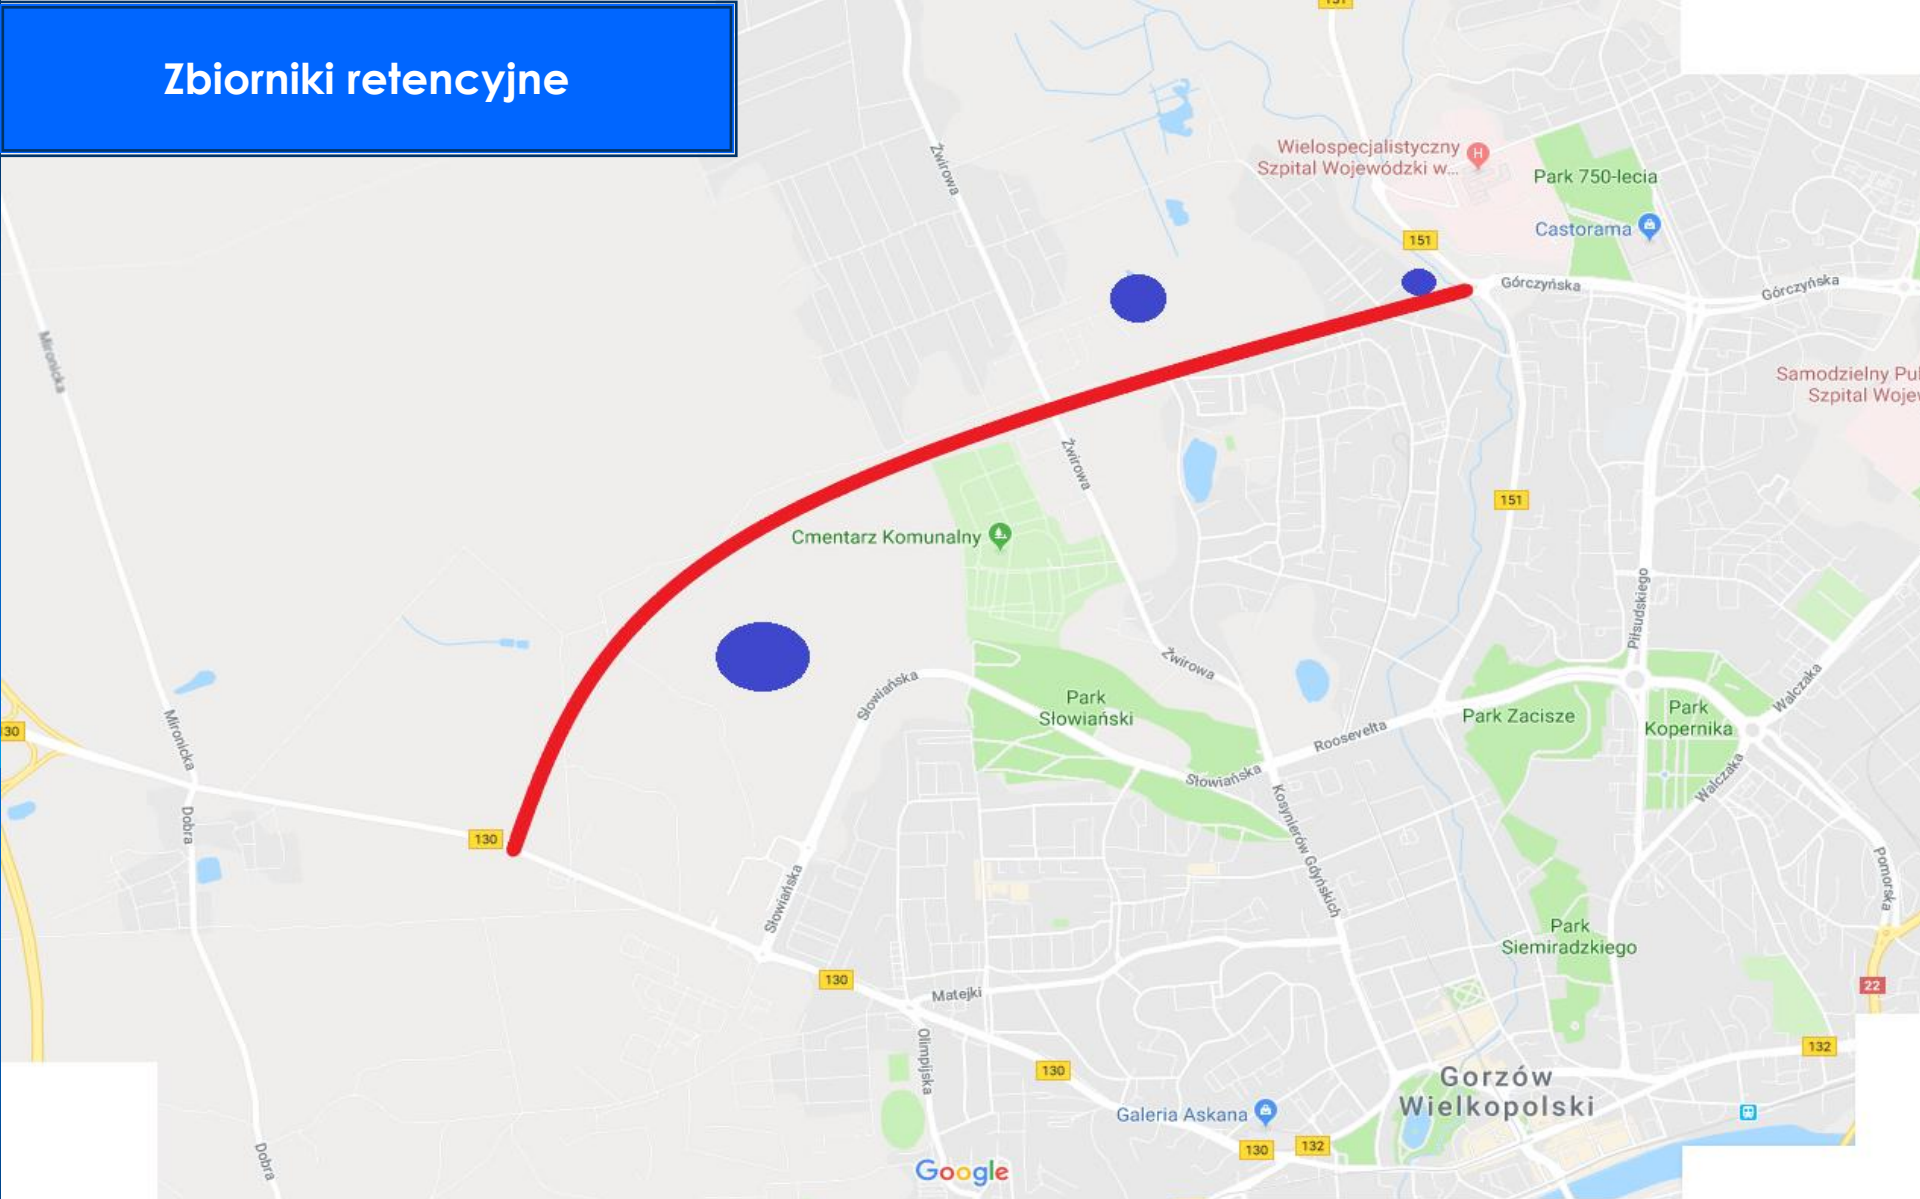 Zbiorniki retencyjne
151
Żwirowa
Wielospecjalistyczny
Szpital Wojewódzki w...
H
Park 750-lecia
Castorama
151
Górczyńska
Górczyńska
Mironicka
Samodzielny Pu
Szpital Woje
Żwirowa
151
Cmentarz Komunalny
Piłsudskiego
Żwirowa
Słowiańska
Park
Słowiański
Walczaka
Park Zacisze
Park
Kopernika
30
Mironicka
Roosevelta
Słowiańska
Walczaka
Dobra
130
Kosynierów Gdyńskich
Pomorska
Słowiańska
Park
Siemiradzkiego
130
Matejki
22
Olimpijska
132
130
Gorzów
Wielkopolski
Galeria Askana
130
132
Dobra
Google